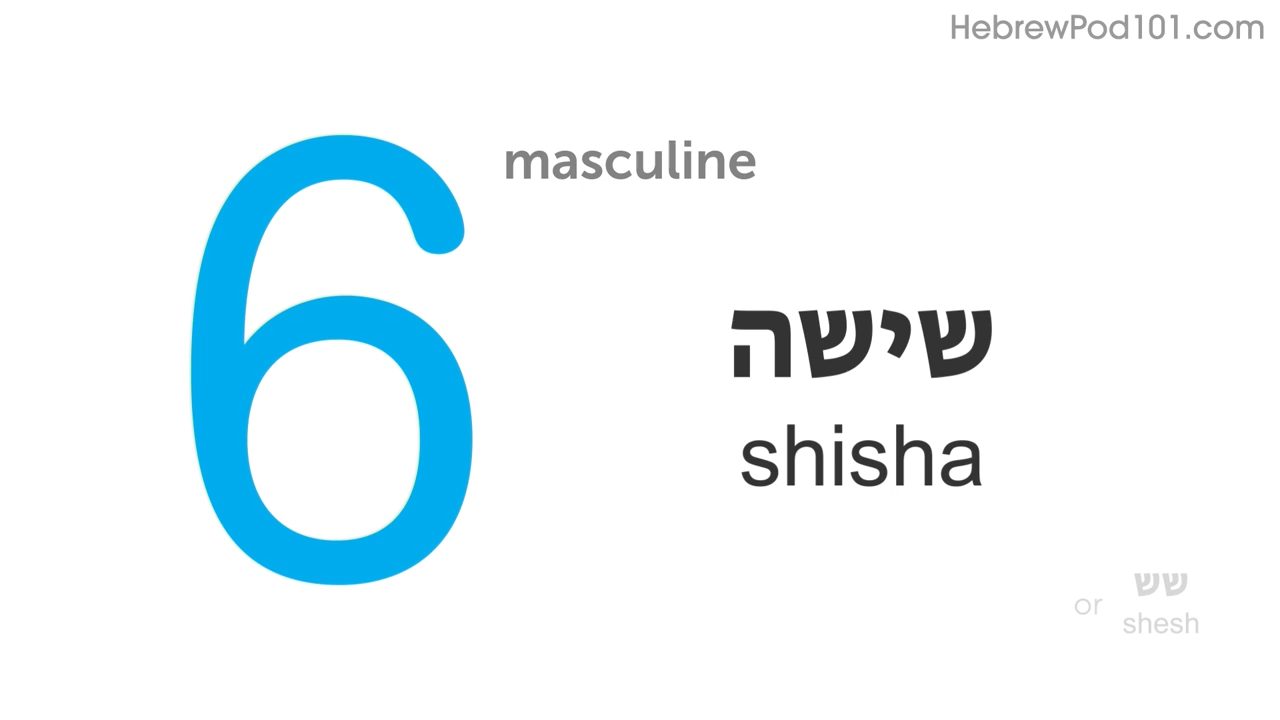 HebrewPod101.com
6
masculine
שישה
shisha
or
שש
shesh